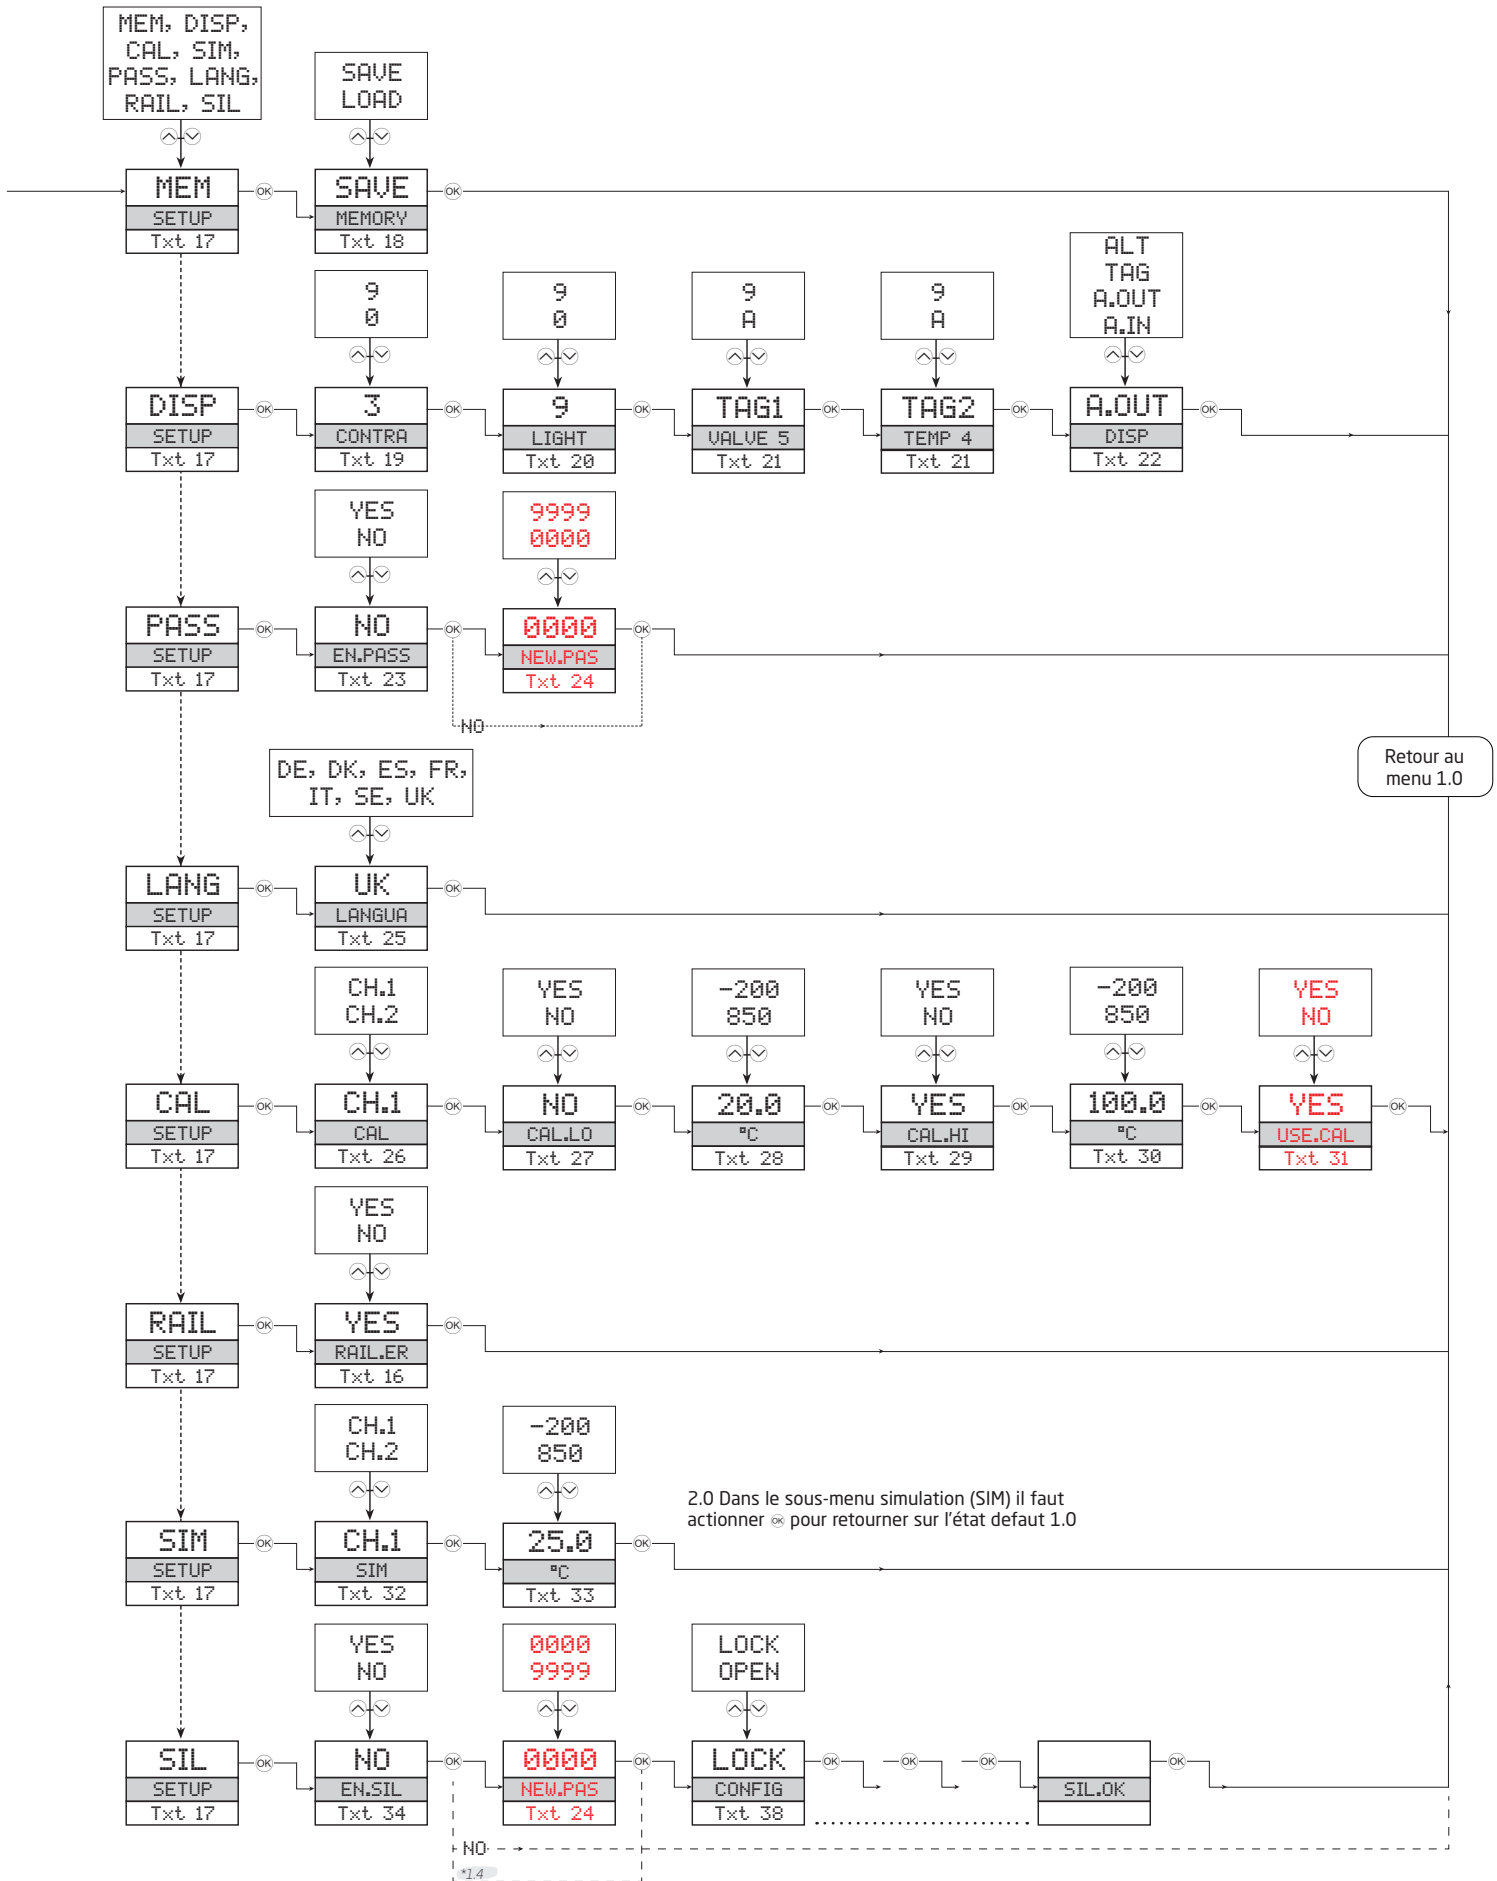 MEM, DISP,
CAL, SIM,
PASS, LANG,
RAIL, SIL
SAVE
LOAD
MEM
SETUP
Txt 17
OK
SAVE
MEMORY
Txt 18
OK
9
0
9
0
9
A
9
A
ALT
TAG
A.OUT
A.IN
DISP
SETUP
Txt 17
OK
3
CONTRA
Txt 19
OK
9
LIGHT
Txt 20
OK
TAG1
VALVE 5
Txt 21
OK
TAG2
TEMP 4
Txt 21
OK
A.OUT
DISP
Txt 22
OK
YES
NO
9999
0000
PASS
SETUP
Txt 17
OK
NO
EN.PASS
Txt 23
OK
0000
NEW.PAS
Txt 24
OK
NO
Retour au
menu 1.0
DE, DK, ES, FR,
IT, SE, UK
LANG
SETUP
Txt 17
OK
UK
LANGUA
Txt 25
OK
CH.1
CH.2
YES
NO
-200
850
YES
NO
-200
850
YES
NO
CAL
SETUP
Txt 17
OK
CH.1
CAL
Txt 26
OK
NO
CAL.LO
Txt 27
OK
20.0
°C
Txt 28
OK
YES
CAL.HI
Txt 29
OK
100.0
°C
Txt 30
OK
YES
USE.CAL
Txt 31
OK
YES
NO
RAIL
SETUP
Txt 17
OK
YES
RAIL.ER
Txt 16
OK
CH.1
CH.2
-200
850
2.0 Dans le sous-menu simulation (SIM) il faut
actionner OK pour retourner sur l'état defaut 1.0
SIM
SETUP
Txt 17
OK
CH.1
SIM
Txt 32
OK
25.0
°C
Txt 33
OK
YES
NO
0000
9999
LOCK
OPEN
SIL
SETUP
Txt 17
OK
NO
EN.SIL
Txt 34
OK
0000
NEW.PAS
Txt 24
OK
LOCK
CONFIG
Txt 38
OK
OK
OK
SIL.OK
OK
NO
*1.4